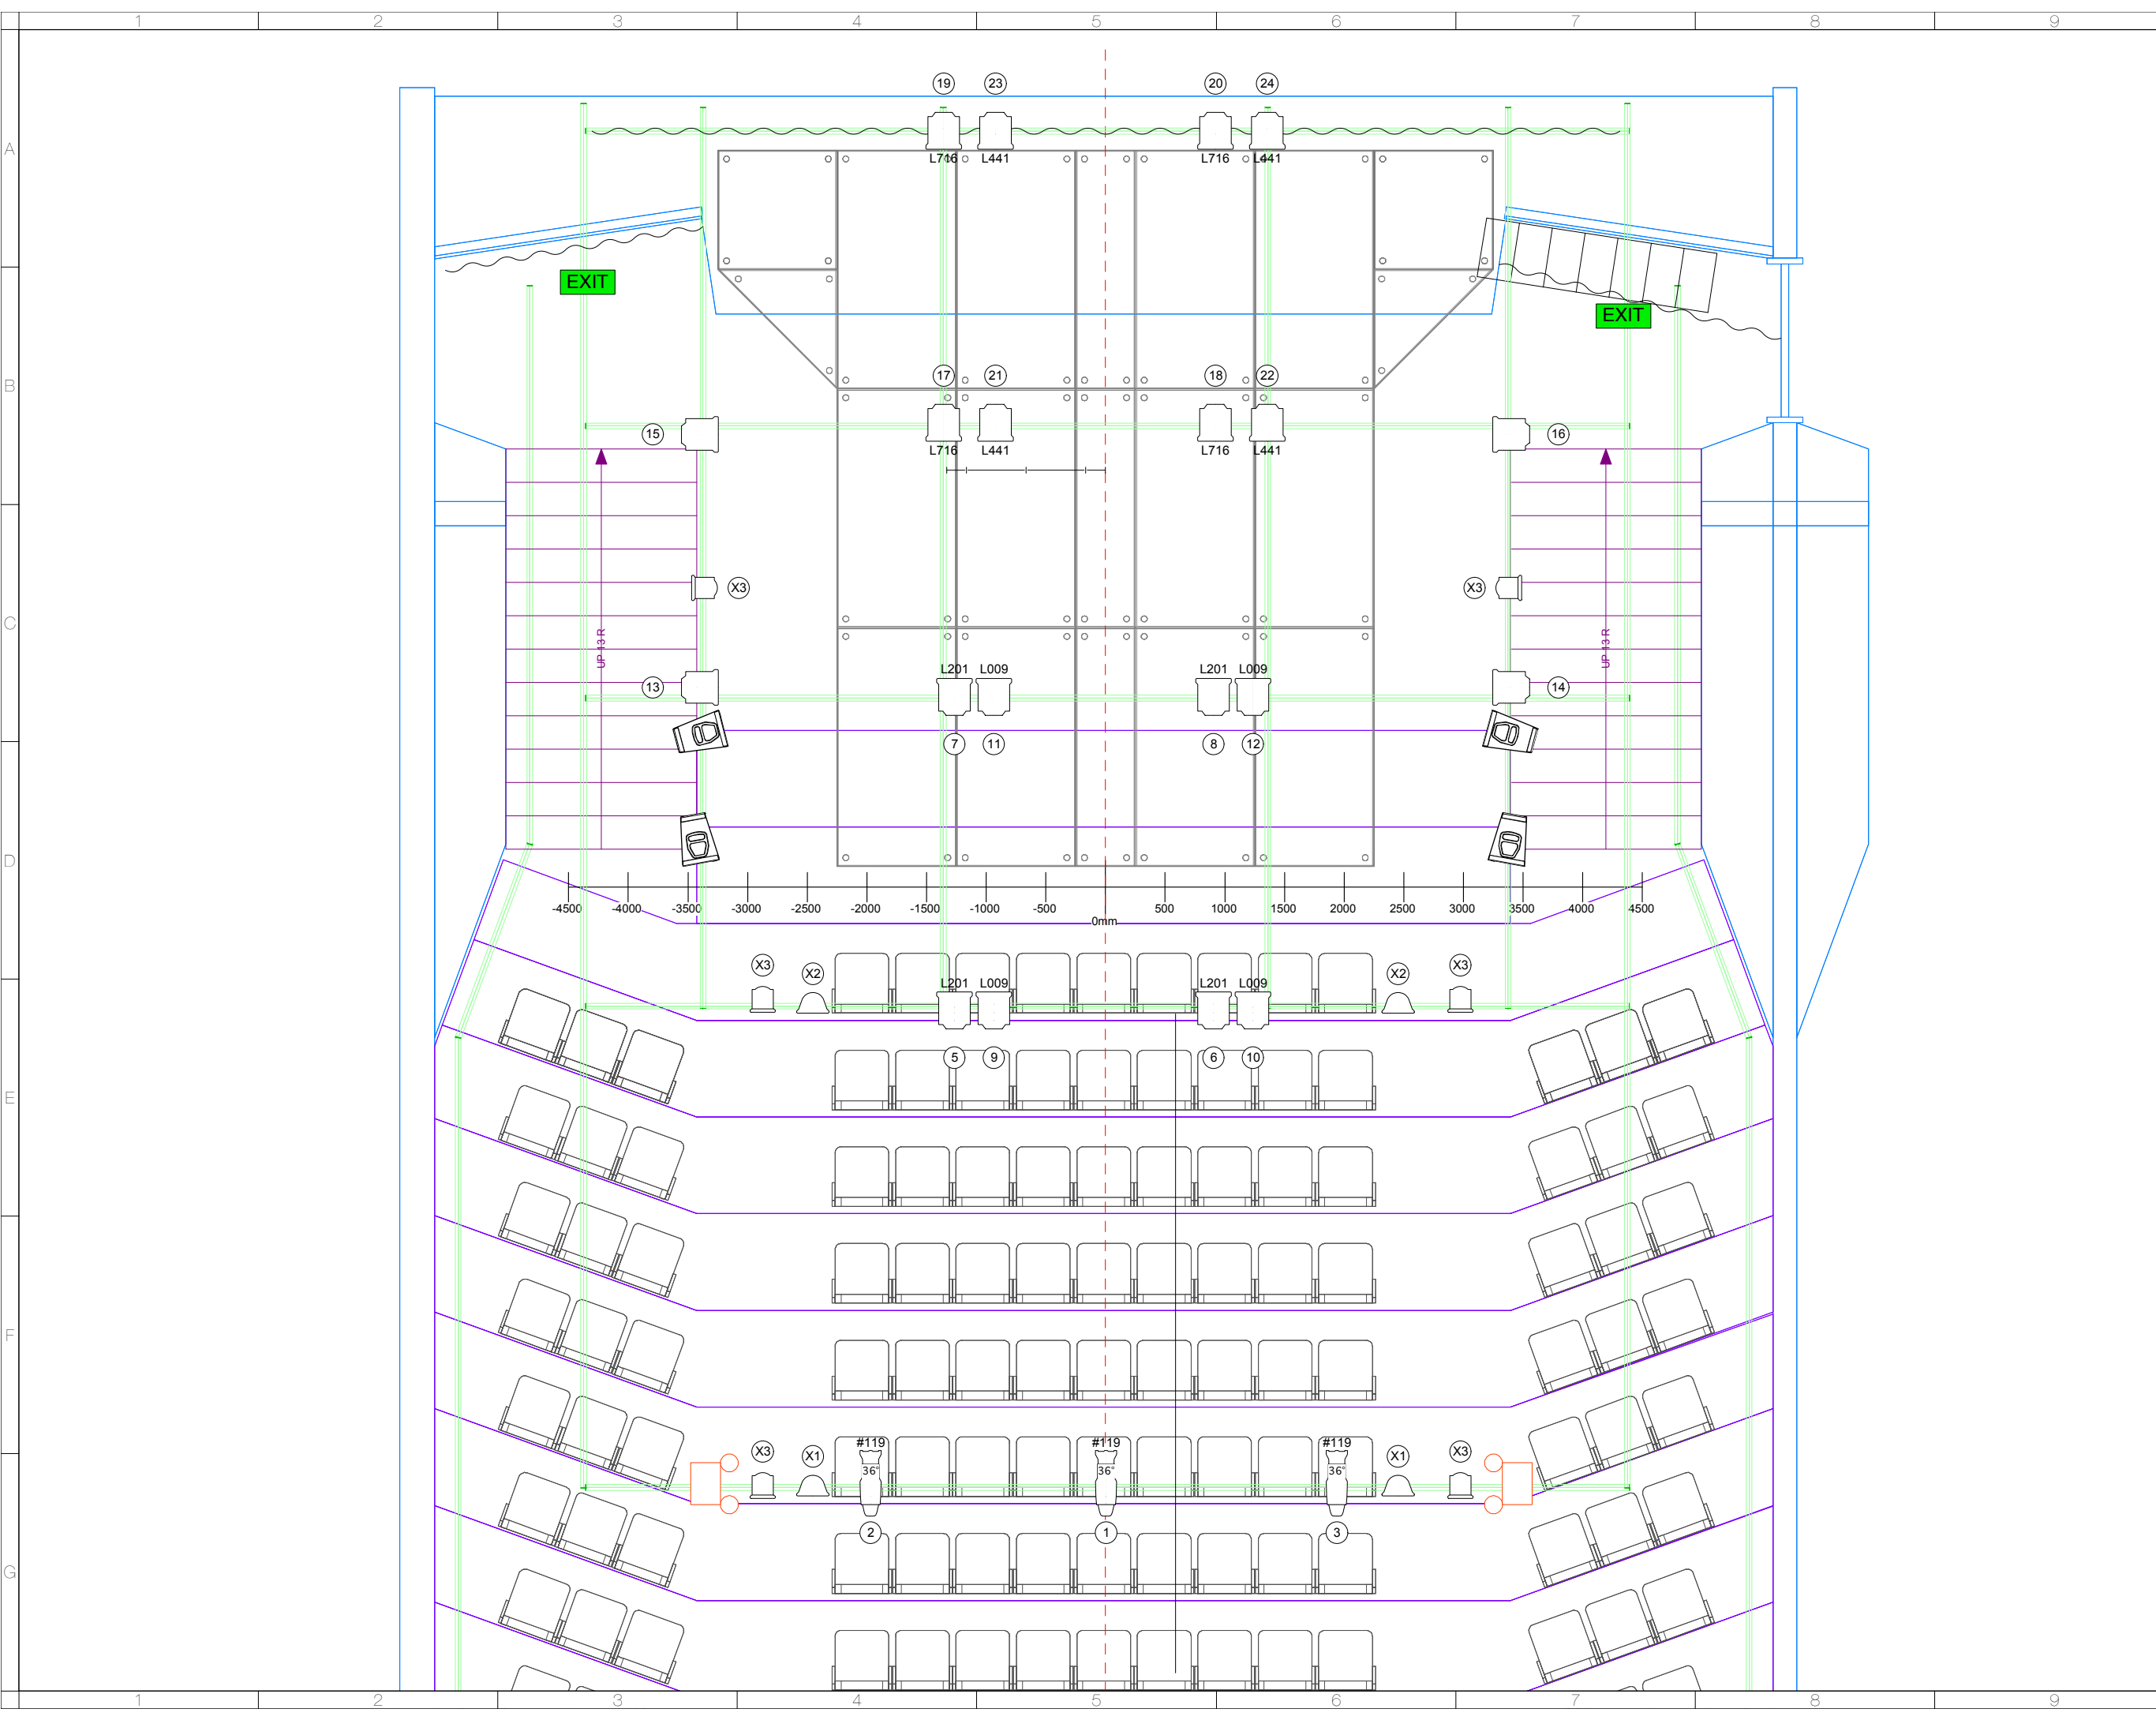 1 2 3 4 5 6 7 8 9
19 23 20 24
A
L716 L441 L716 L441
EXIT
EXIT
17 21 18 22
B
15 16
L716 L441 L716 L441
X3 X3
C
UP 13 R UP 13 R
L201 L009 L201 L009
13 14
7 11 8 12
D
-4500 -4000 -3500 -3000 -2500 -2000 -1500 -1000 -500 500 1000 1500 2000 2500 3000 3500 4000 4500
0mm
X3 X2 X2 X3
L201 L009 L201 L009
5 9 6 10
E
F
#119 #119 #119
X3 X1 X1 X3
36° 36° 36°
2 1 3
G
1 2 3 4 5 6 7 8 9